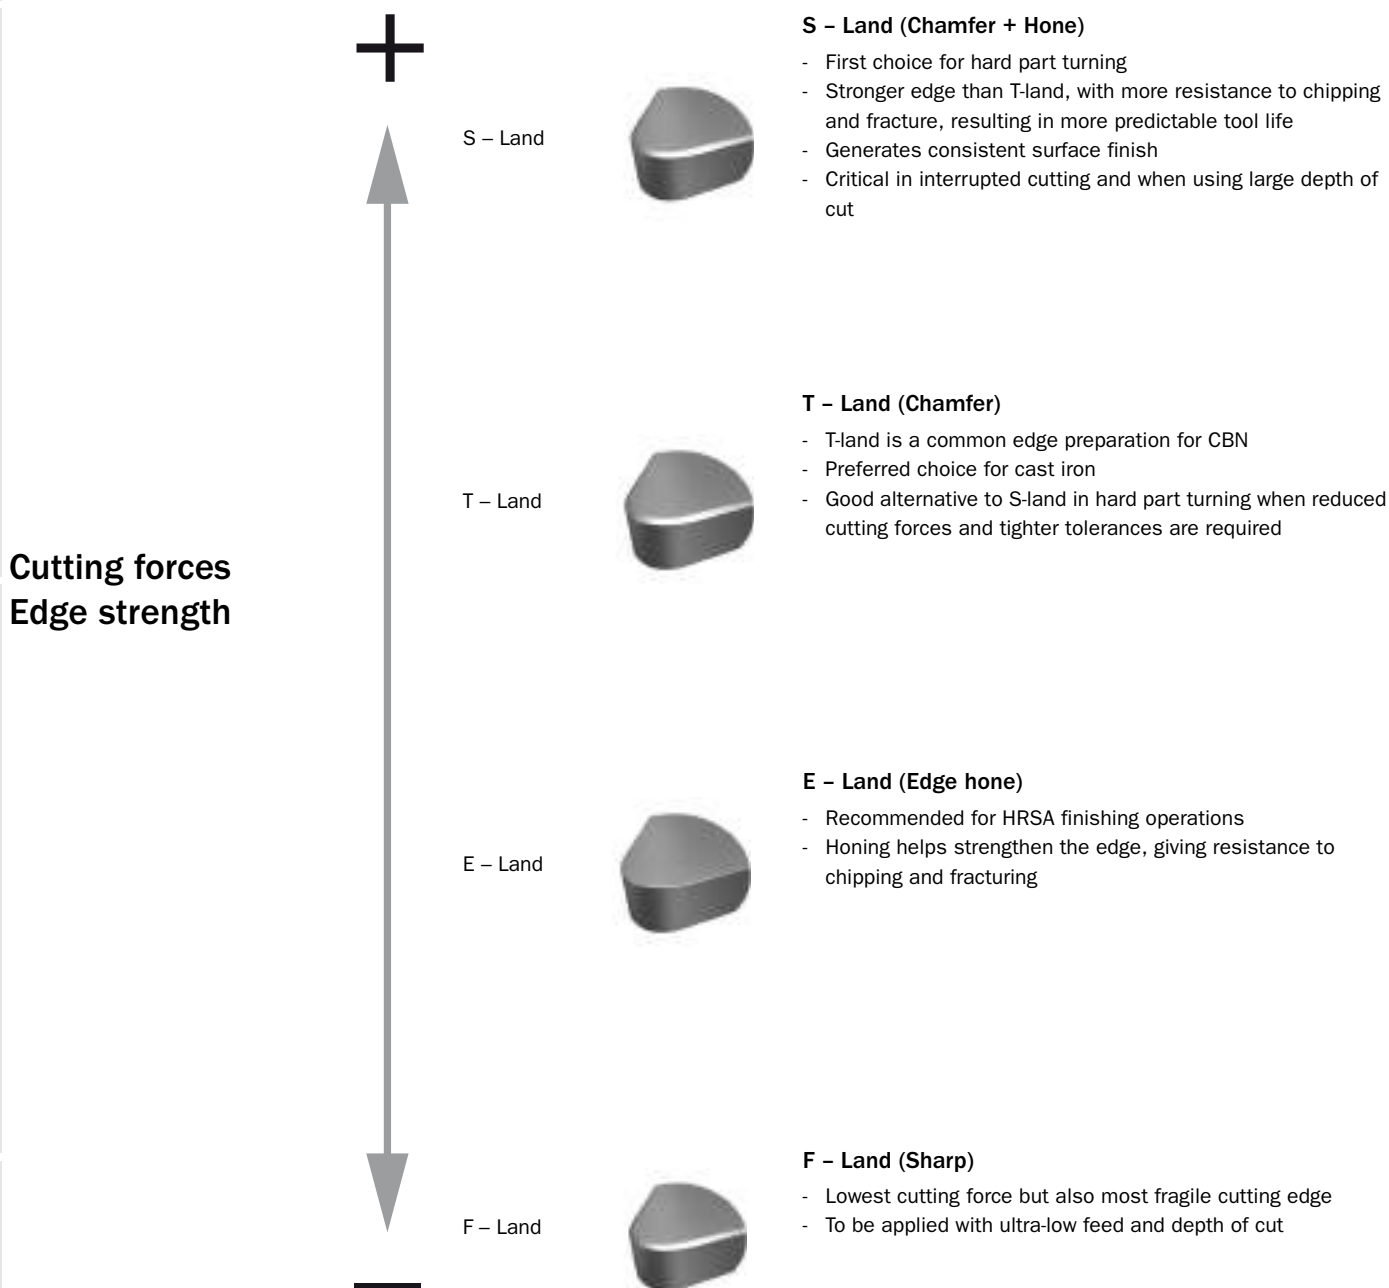 Cutting forces
Edge strength
+
S – Land
S – Land (Chamfer + Hone)
- First choice for hard part turning
- Stronger edge than T-land, with more resistance to chipping
and fracture, resulting in more predictable tool life
- Generates consistent surface finish
- Critical in interrupted cutting and when using large depth of
cut
T – Land
T – Land (Chamfer)
- T-land is a common edge preparation for CBN
- Preferred choice for cast iron
- Good alternative to S-land in hard part turning when reduced
cutting forces and tighter tolerances are required
E – Land
E – Land (Edge hone)
- Recommended for HRSA finishing operations
- Honing helps strengthen the edge, giving resistance to
chipping and fracturing
F – Land
F – Land (Sharp)
- Lowest cutting force but also most fragile cutting edge
- To be applied with ultra-low feed and depth of cut
–